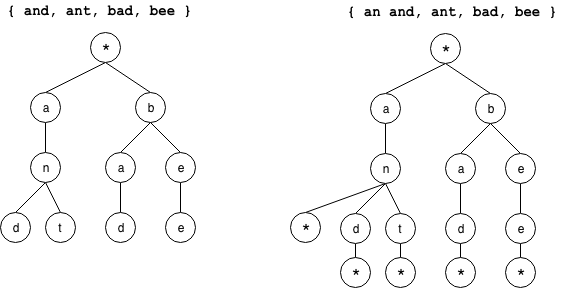 { and, ant, bad, bee }
{ an and, ant, bad, bee }
*
*
a
b
a
b
n
a
e
n
a
e
d
t
d
e
*
d
t
d
e
*
*
*
*